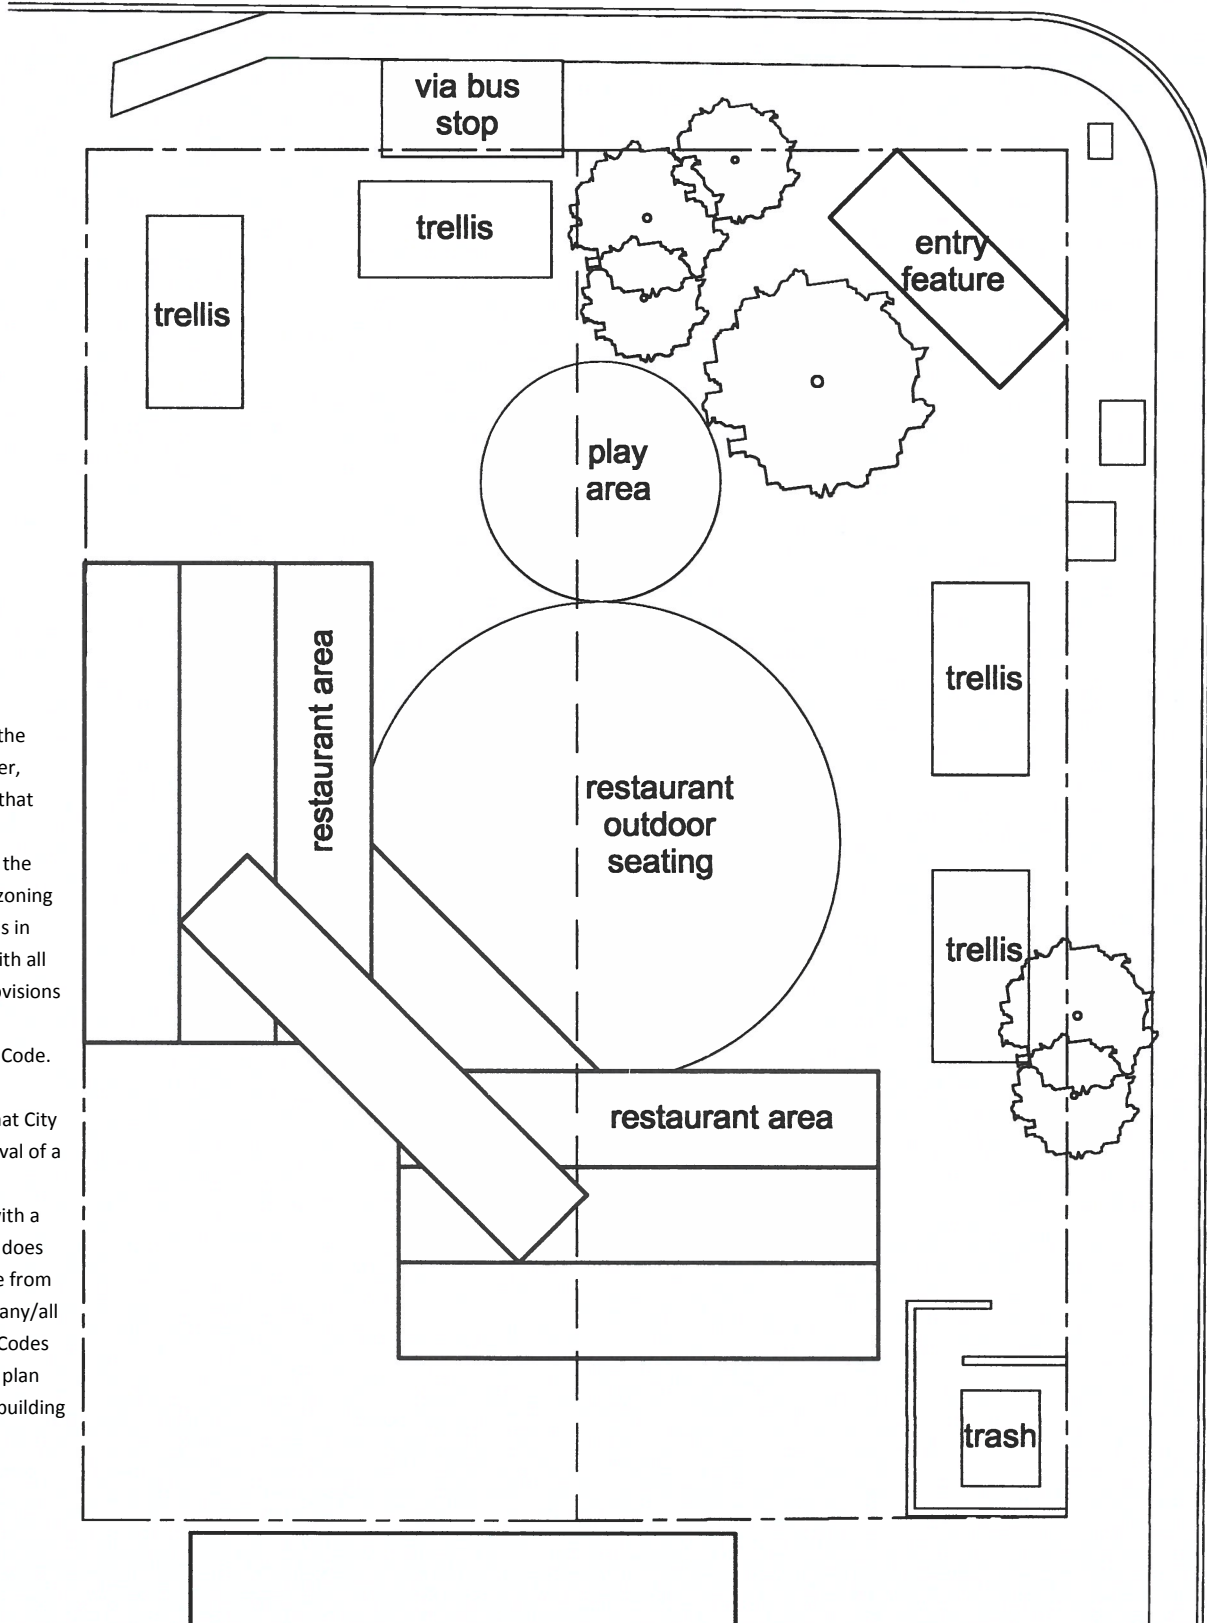 via bus
stop
trellis
trellis
entry
feature
play
area
restaurant area
trellis
restaurant
outdoor
seating
trellis
restaurant area
trash
the
er,
that
the
zoning
s in
ith all
ovisions
Code.
hat City
val of a
with a
does
e from
any/all
Codes
plan
building